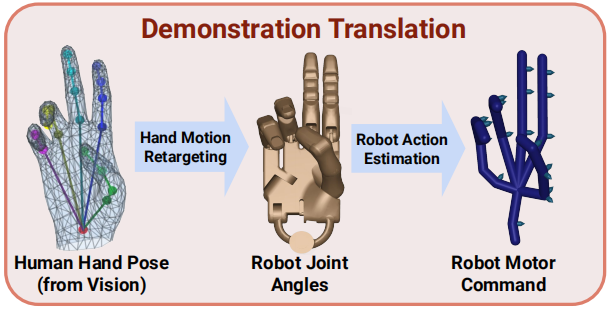 Demonstration Translation
Hand Motion
Retargeting
Robot Action
Estimation
Human Hand Pose
(from Vision)
Robot Joint
Angles
Robot Motor
Command